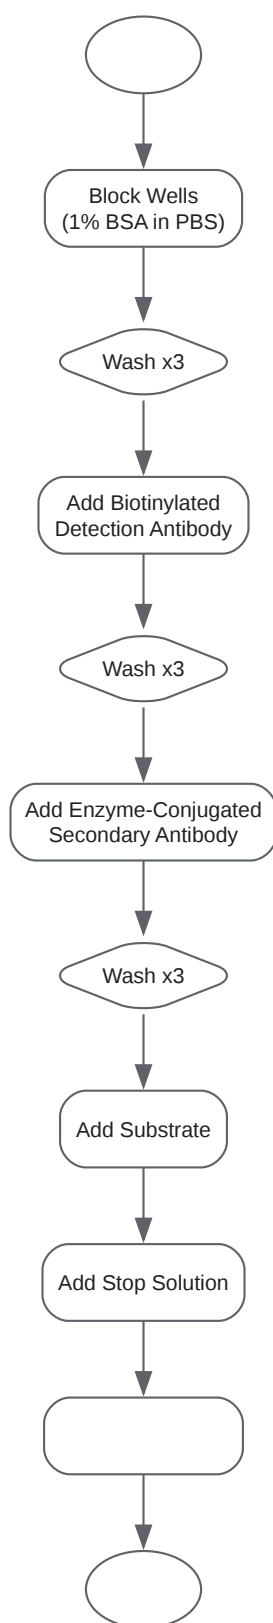 Block Wells
(1% BSA in PBS)
Wash x3
Add Biotinylated
Detection Antibody
Wash x3
Add Enzyme-Conjugated
Secondary Antibody
Wash x3
Add Substrate
Add Stop Solution